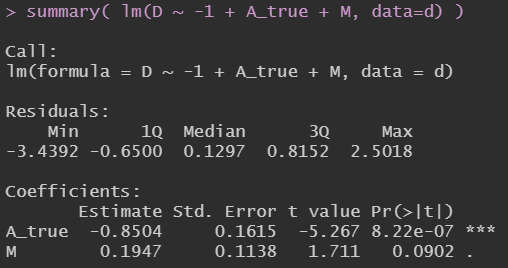 > summary( lm(D ~ -1 + A_true + M, data=d) )
Call:
lm(formula = D ~ -1 + A_true + M, data = d)
Residuals:
    Min      1Q  Median      3Q     Max
-3.4392 -0.6500  0.1297  0.8152  2.5018
Coefficients:
       Estimate Std. Error t value Pr(>|t|)
A_true  -0.8504     0.1615  -5.267 8.22e-07 ***
M        0.1947     0.1138   1.711   0.0902 .